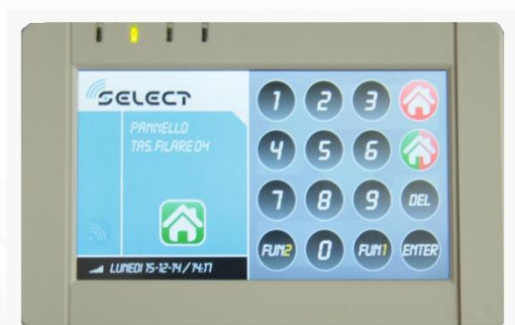 SELECT
PANNELLO
TAS. FILARE 04
LUNEDI 15-12-14 / 14:17
1 2 3
4 5 6
7 8 9 DEL
FUN2 0 FUN1 ENTER